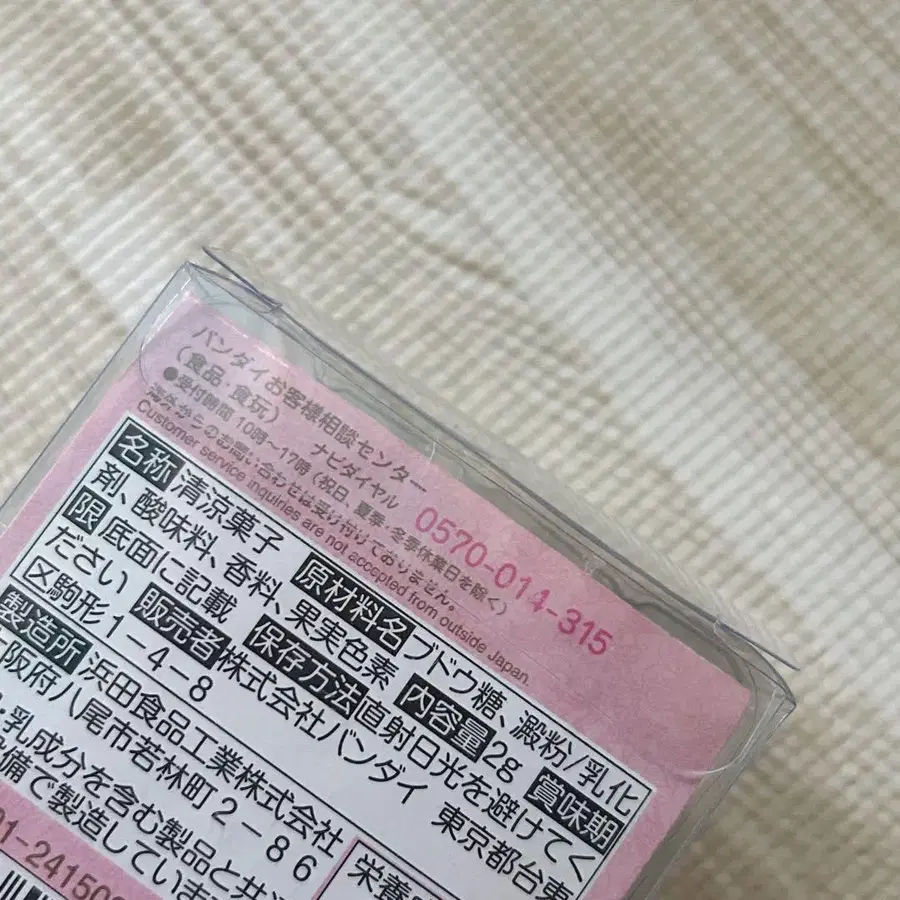 バンダイお客様相談センター
(食品・食玩) ナビダイヤル 0570-014-315
●受付時間 10時～17時 (祝日、夏季・冬季休業日を除く)
海外からのお問い合わせは受け付けておりません。
Customer service inquiries are not accepted from outside Japan.
名称 清涼菓子 原材料名 ブドウ糖、澱粉/乳化
剤、酸味料、香料、果実色素 内容量 2g 賞味期
限 底面に記載 保存方法 直射日光を避けてく
ださい 販売者 株式会社バンダイ 東京都台東
区駒形1-4-8
製造所 浜田食品工業株式会社
阪府八尾市若林町2-86
・乳成分を含む製品と共
備で製造してい
01-24150
栄養